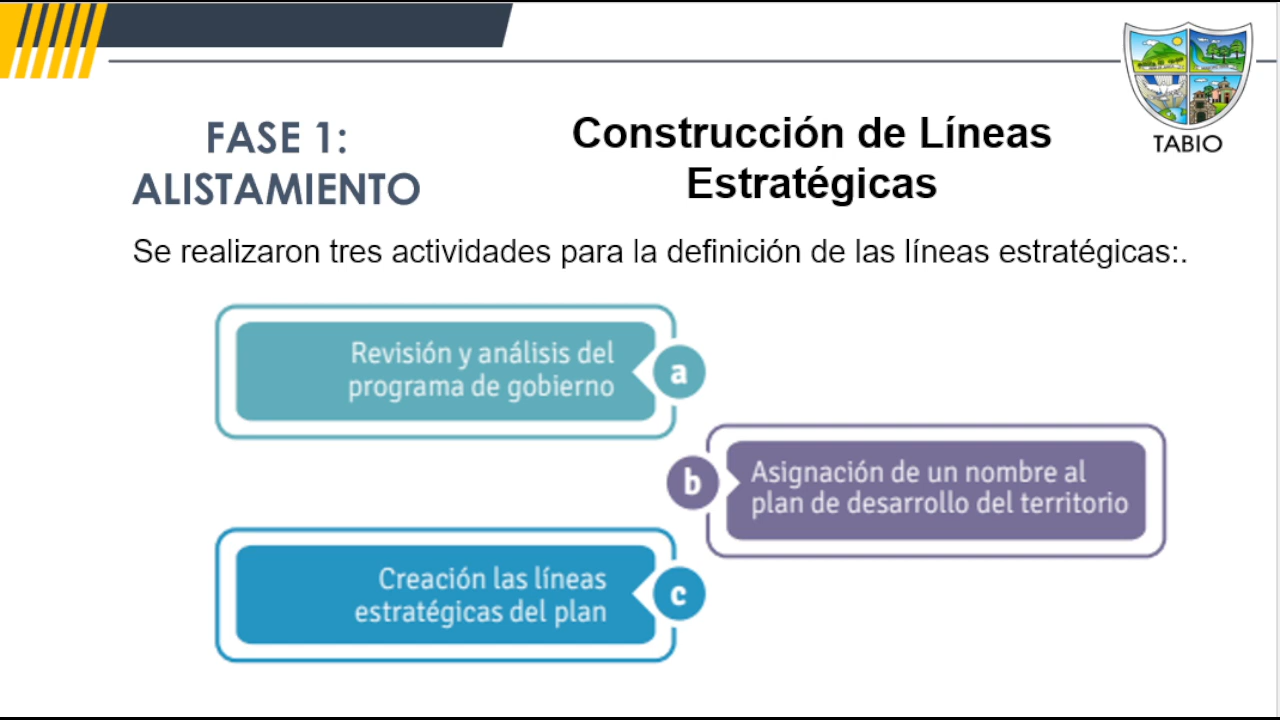 FASE 1:
ALISTAMIENTO
Construcción de Líneas
Estratégicas
TABIO
Se realizaron tres actividades para la definición de las líneas estratégicas:.
Revisión y análisis del
programa de gobierno
a
b
Asignación de un nombre al
plan de desarrollo del territorio
Creación las líneas
estratégicas del plan
c